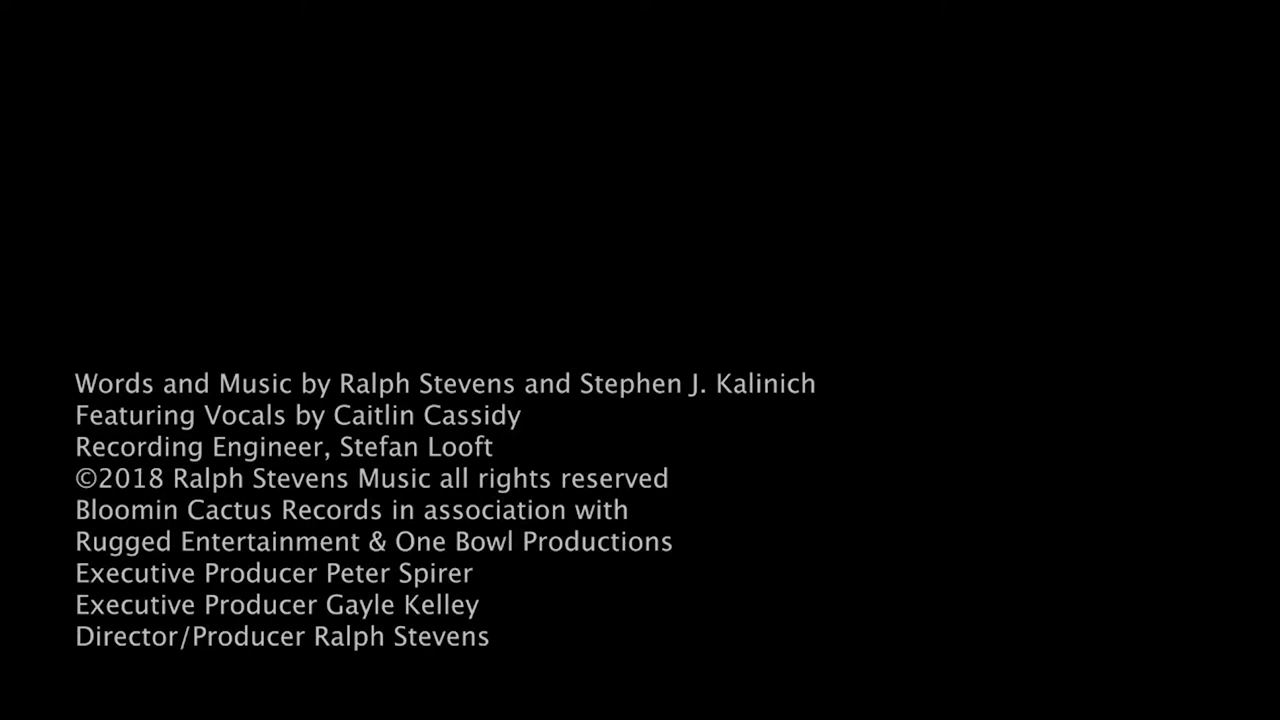 Words and Music by Ralph Stevens and Stephen J. Kalinich
Featuring Vocals by Caitlin Cassidy
Recording Engineer, Stefan Looft
©2018 Ralph Stevens Music all rights reserved
Bloomin Cactus Records in association with
Rugged Entertainment & One Bowl Productions
Executive Producer Peter Spirer
Executive Producer Gayle Kelley
Director/Producer Ralph Stevens